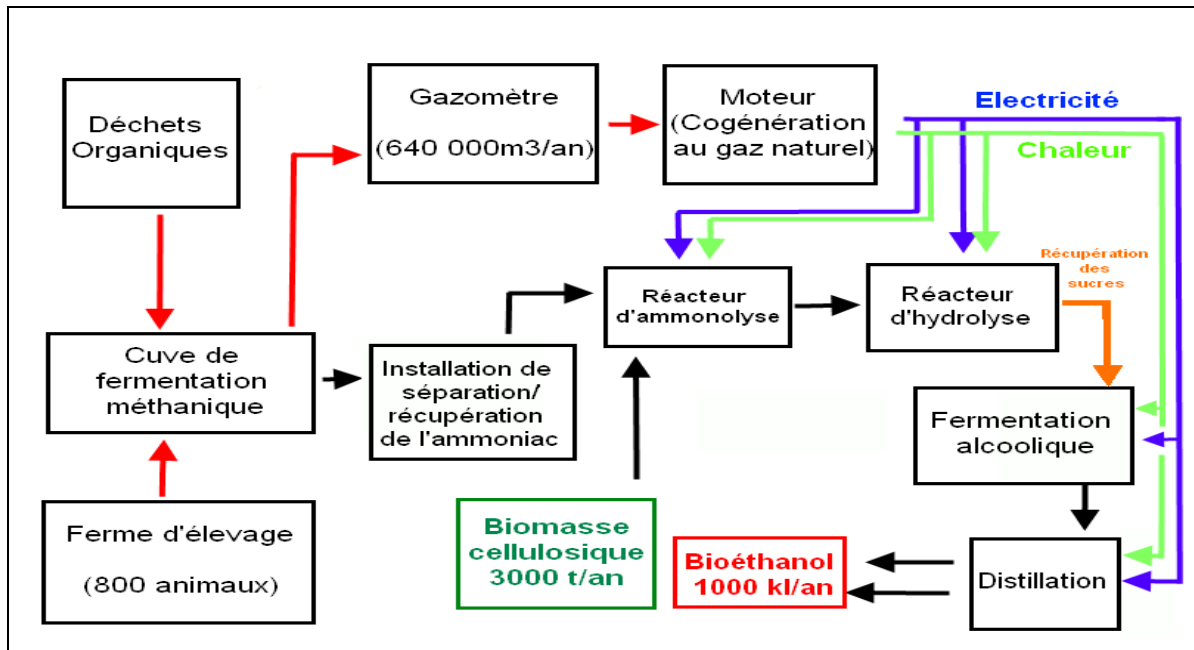 Déchets
Organiques
Gazomètre
(640 000m3/an)
Moteur
(Cogénération
au gaz naturel)
Electricité
Chaleur
Cuve de
fermentation
méthanique
Installation de
séparation/
récupération
de l'ammoniac
Réacteur
d'ammonolyse
Réacteur
d'hydrolyse
Récupération
des
sucres
Fermentation
alcoolique
Ferme d'élevage
(800 animaux)
Biomasse
cellulosique
3000 t/an
Bioéthanol
1000 kl/an
Distillation